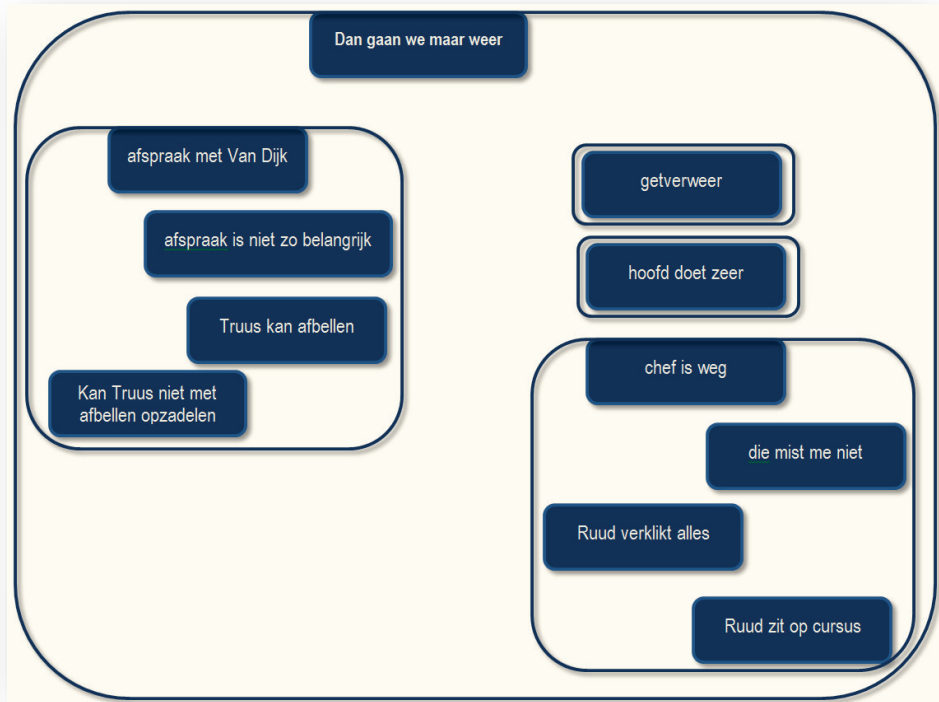 Dan gaan we maar weer
afspraak met Van Dijk
afspraak is niet zo belangrijk
Truus kan afbellen
Kan Truus niet met
afbellen opzadelen
getverweer
hoofd doet zeer
chef is weg
die mist me niet
Ruud verklikt alles
Ruud zit op cursus